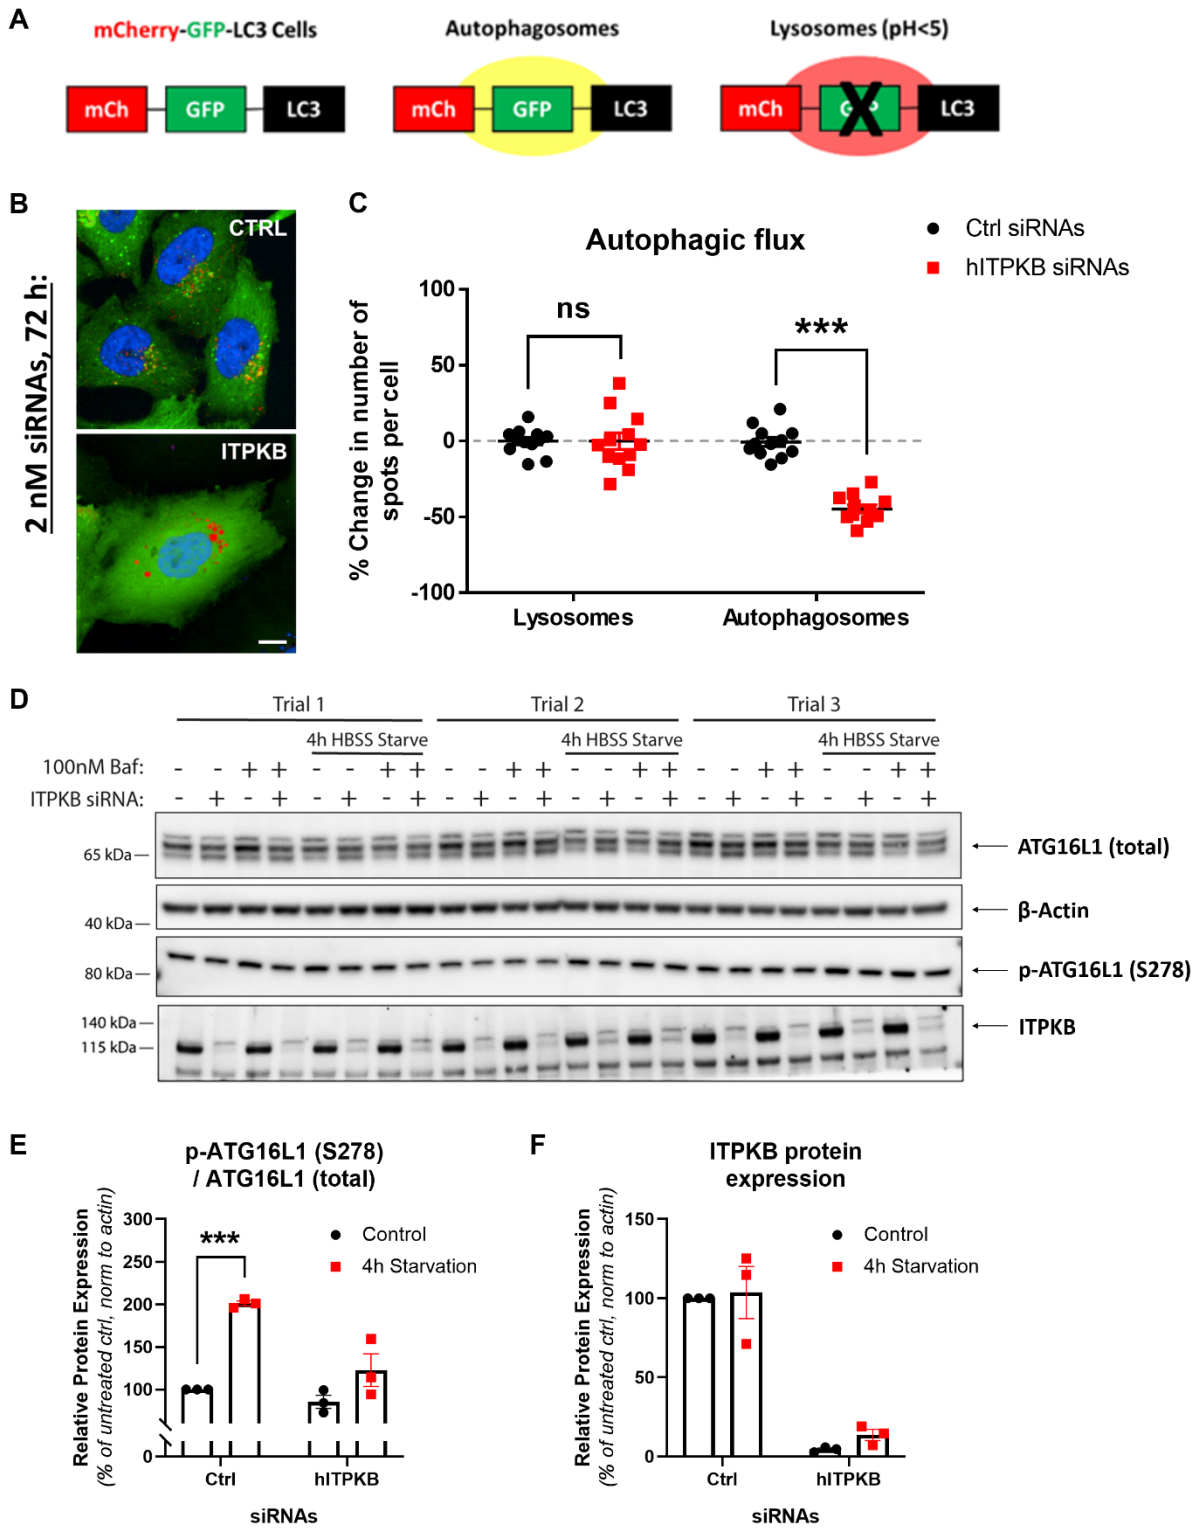 A
mCherry-GFP-LC3 Cells
Autophagosomes
Lysosomes (pH<5)
mCh
GFP
LC3
mCh
GFP
LC3
mCh
GFP
LC3
B
2 nM siRNAs, 72 h:
CTRL
ITPKB
C
Autophagic flux
Ctrl siRNAs
hITPKB siRNAs
% Change in number of
spots per cell
100
50
0
-50
-100
ns
***
Lysosomes
Autophagosomes
D
Trial 1
Trial 2
Trial 3
4h HBSS Starve
4h HBSS Starve
4h HBSS Starve
100nM Baf: - - + + - - + + - - + + - - + + - - + + - - + +
ITPKB siRNA: - + - + - + - + - + - + - + - + - + - + - + - +
65 kDa
ATG16L1 (total)
40 kDa
β-Actin
80 kDa
p-ATG16L1 (S278)
140 kDa
115 kDa
ITPKB
E
p-ATG16L1 (S278)
/ ATG16L1 (total)
Relative Protein Expression
(% of untreated ctrl, norm to actin)
300
250
200
150
100
0
***
Control
4h Starvation
Ctrl
hITPKB
siRNAs
F
ITPKB protein
expression
Relative Protein Expression
(% of untreated ctrl, norm to actin)
150
100
50
0
Control
4h Starvation
Ctrl
hITPKB
siRNAs